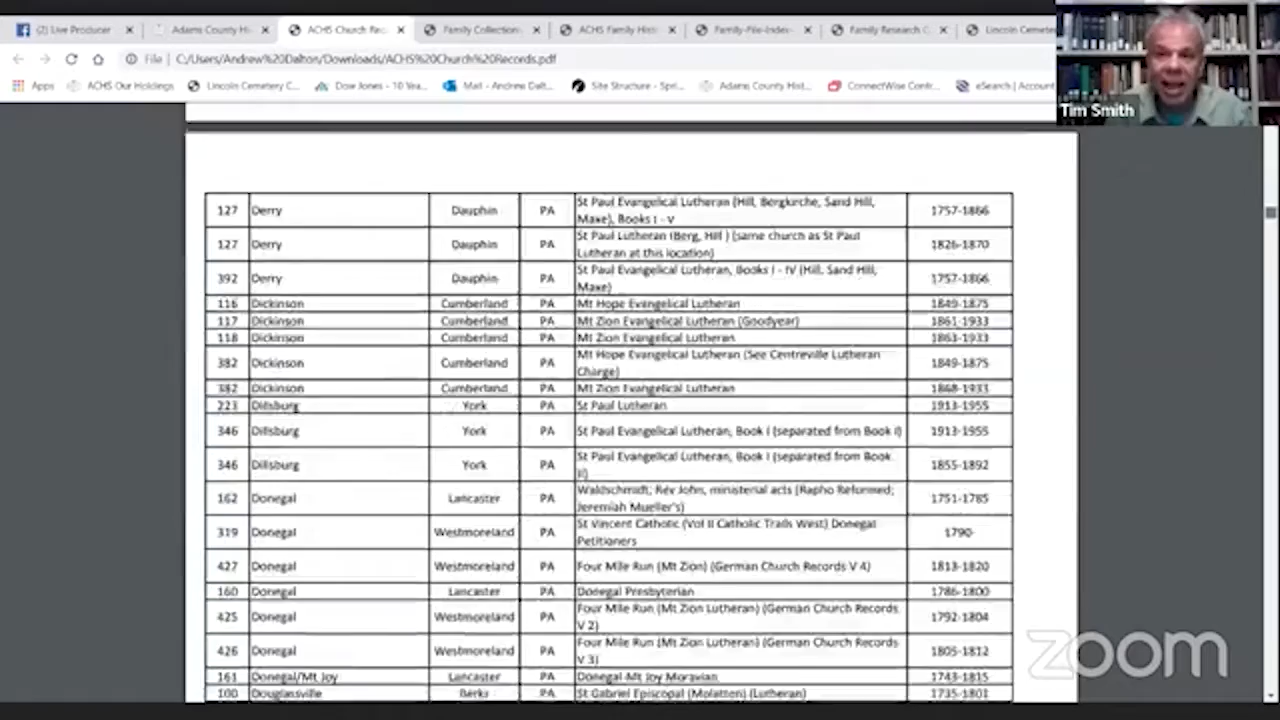 (2) Live Producer
Adams County Hi-
ACHS Church Rec
Family Collection
ACHS Family Hist
Family-File-Index-
Family Research C
Lincoln Cemete
File | C:/Users/Andrew%20Dalton/Downloads/ACHS%20Church%20Records.pdf
Apps
ACHS Our Holdings
Lincoln Cemetery C...
Dow Jones - 10 Yea...
Mail - Andrew Dalt...
Site Structure - Spri...
Adams County Hist...
ConnectWise Contr...
eSearch | Account
Tim Smith
127 Derry Dauphin PA St Paul Evangelical Lutheran (Hill, Bergkirche, Sand Hill, 1757-1866
Maxe), Books I - V
127 Derry Dauphin PA St Paul Lutheran (Berg, Hill ) (same church as St Paul 1826-1870
Lutheran at this location)
392 Derry Dauphin PA St Paul Evangelical Lutheran, Books I - IV (Hill, Sand Hill, 1757-1866
Maxe)
116 Dickinson Cumberland PA Mt Hope Evangelical Lutheran 1849-1875
117 Dickinson Cumberland PA Mt Zion Evangelical Lutheran (Goodyear) 1861-1933
118 Dickinson Cumberland PA Mt Zion Evangelical Lutheran 1863-1933
382 Dickinson Cumberland PA Mt Hope Evangelical Lutheran (See Centreville Lutheran 1849-1875
Charge)
382 Dickinson Cumberland PA Mt Zion Evangelical Lutheran 1868-1933
223 Dillsburg York PA St Paul Lutheran 1913-1955
346 Dillsburg York PA St Paul Evangelical Lutheran, Book I (separated from Book I) 1913-1955
346 Dillsburg York PA St Paul Evangelical Lutheran, Book I (separated from Book 1855-1892
II)
162 Donegal Lancaster PA Waldschmidt; Rev John, ministerial acts (Rapho Reformed; 1751-1785
Jeremiah Mueller's)
319 Donegal Westmoreland PA St Vincent Catholic (Vol II Catholic Trails West) Donegal 1790-
Petitioners
427 Donegal Westmoreland PA Four Mile Run (Mt Zion) (German Church Records V 4) 1813-1820
160 Donegal Lancaster PA Donegal Presbyterian 1786-1800
425 Donegal Westmoreland PA Four Mile Run (Mt Zion Lutheran) (German Church Records 1792-1804
V 2)
426 Donegal Westmoreland PA Four Mile Run (Mt Zion Lutheran) (German Church Records 1805-1812
V 3)
161 Donegal/Mt Joy Lancaster PA Donegal-Mt Joy Moravian 1743-1815
100 Douglassville Berks PA St Gabriel Episcopal (Molatton) (Lutheran) 1735-1801
zoom